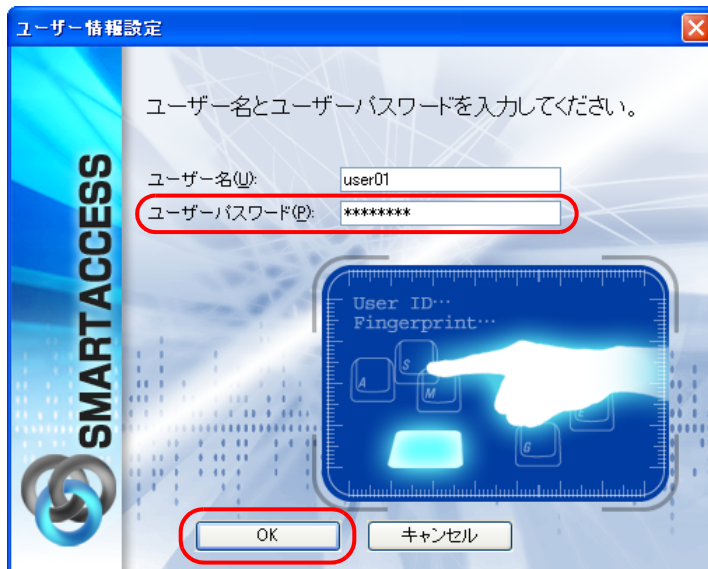 ユーザー情報設定
ユーザー名とユーザーパスワードを入力してください。
SMARTACCESS
ユーザー名(U):
user01
ユーザーパスワード(P):
********
User ID…
Fingerprint…
S
A
M
E
G
OK
キャンセル